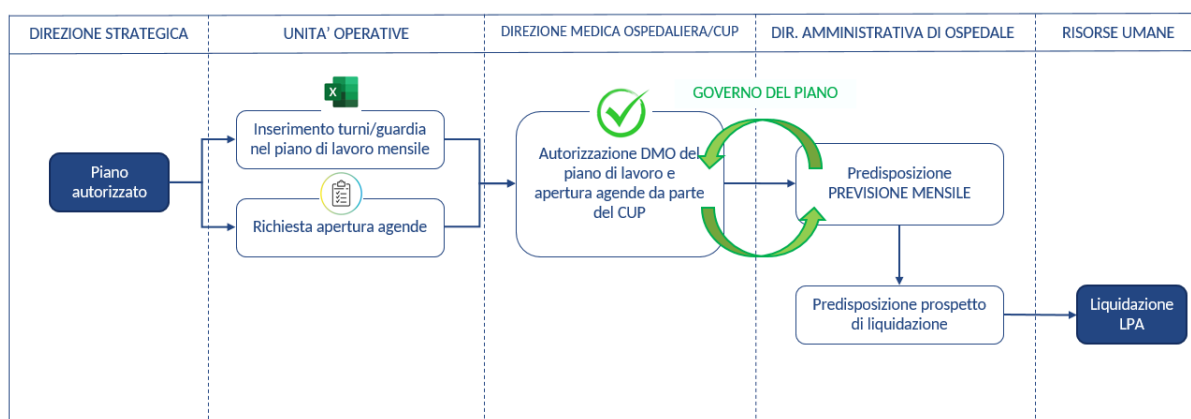 DIREZIONE STRATEGICA
UNITA' OPERATIVE
DIREZIONE MEDICA OSPEDALIERA/CUP
DIR. AMMINISTRATIVA DI OSPEDALE
RISORSE UMANE
GOVERNO DEL PIANO
Piano
autorizzato
X
Inserimento turni/guardia
nel piano di lavoro mensile
Richiesta apertura agende
Autorizzazione DMO del
piano di lavoro e
apertura agende da parte
del CUP
Predisposizione
PREVISIONE MENSILE
Predisposizione prospetto
di liquidazione
Liquidazione
LPA